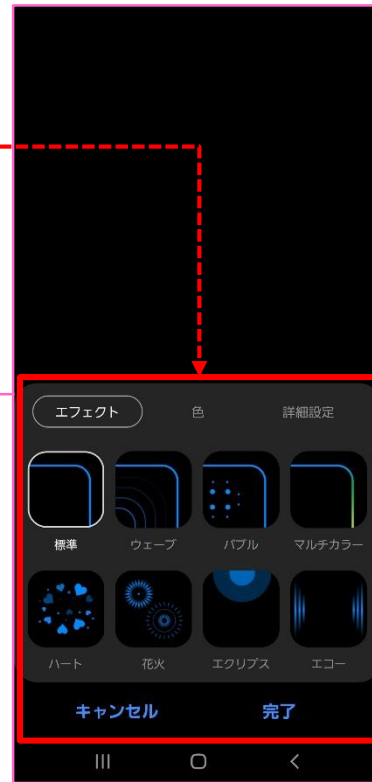 エフェクト 色 詳細設定
標準 ウェーブ バブル マルチカラー
ハート 花火 エクリプス エコー
キャンセル 完了